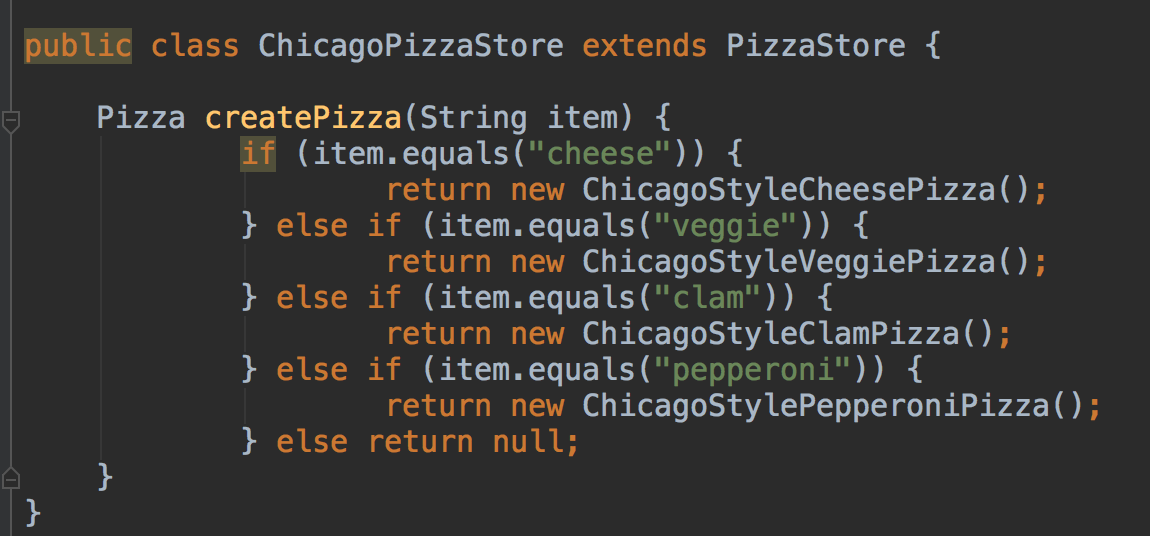 public class ChicagoPizzaStore extends PizzaStore {
Pizza createPizza(String item) {
if (item.equals("cheese")) {
return new ChicagoStyleCheesePizza();
} else if (item.equals("veggie")) {
return new ChicagoStyleVeggiePizza();
} else if (item.equals("clam")) {
return new ChicagoStyleClamPizza();
} else if (item.equals("pepperoni")) {
return new ChicagoStylePepperoniPizza();
} else return null;
}
}